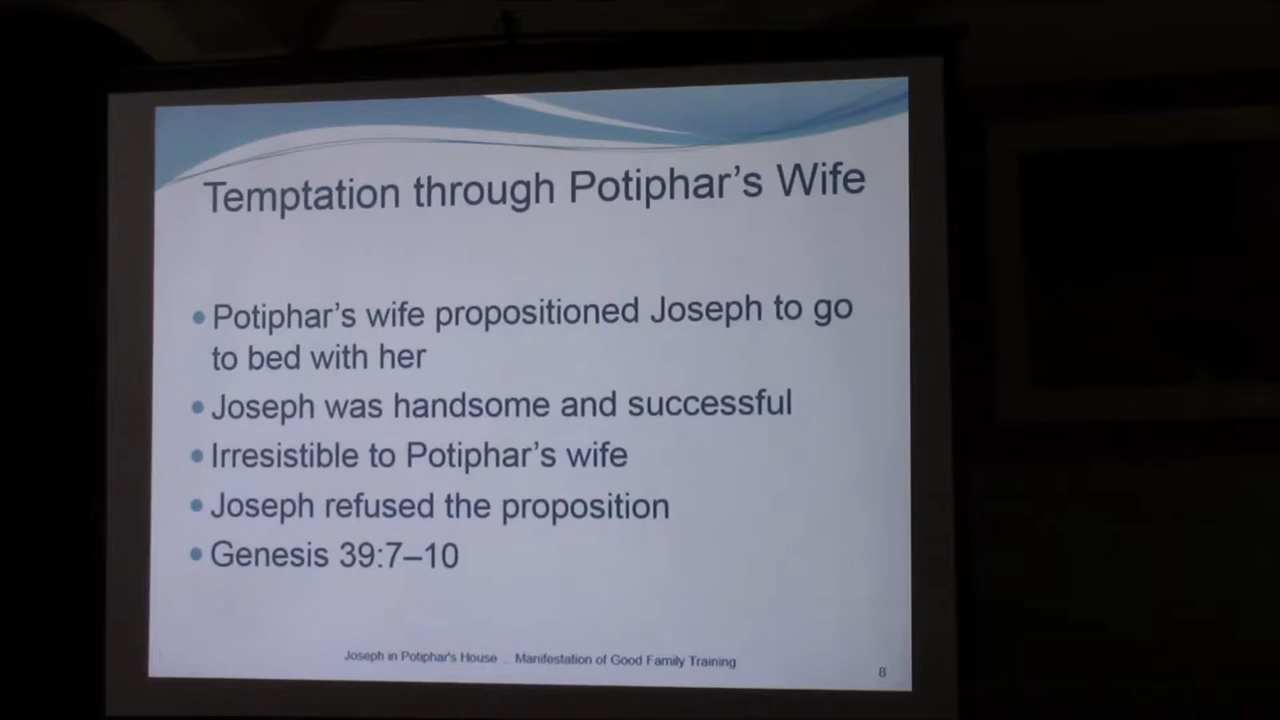 Temptation through Potiphar's Wife
• Potiphar's wife propositioned Joseph to go
to bed with her
• Joseph was handsome and successful
• Irresistible to Potiphar's wife
• Joseph refused the proposition
• Genesis 39:7–10
Joseph in Potiphar's House ... Manifestation of Good Family Training
8